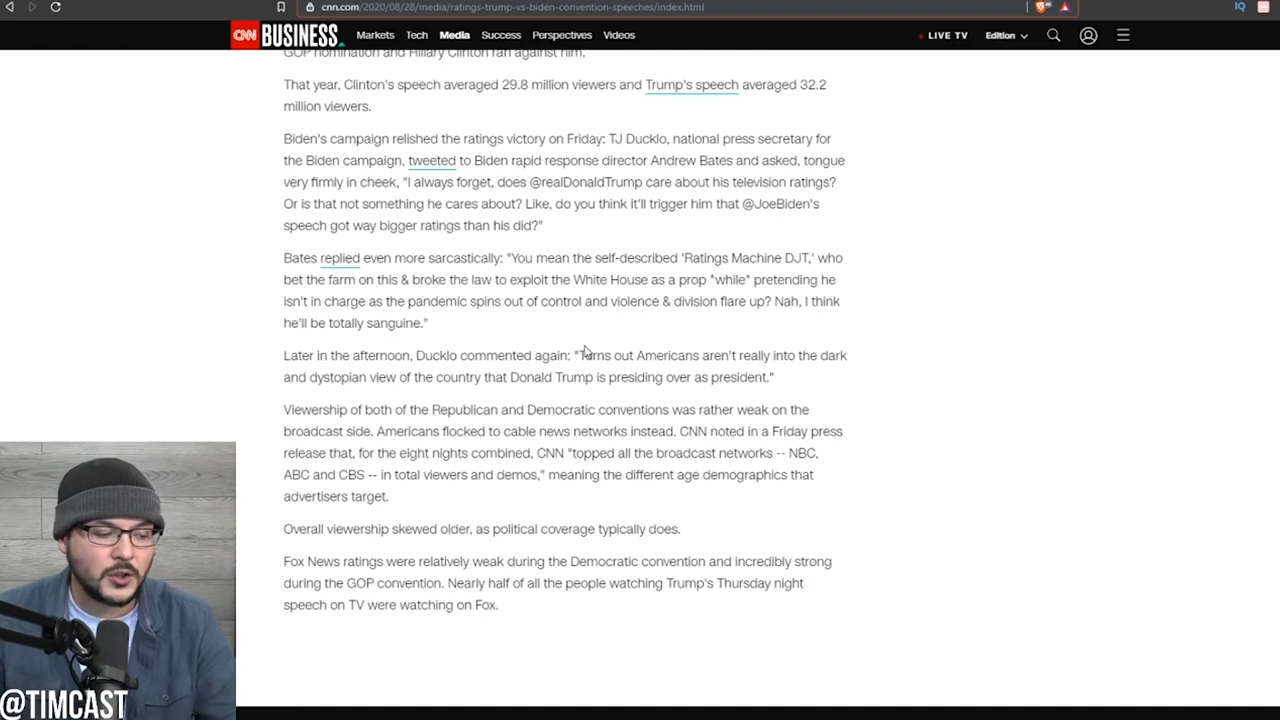 cnn.com/2020/08/28/media/ratings-trump-vs-biden-convention-speeches/index.html
CNN BUSINESS Markets Tech Media Success Perspectives Videos LIVE TV Edition
GOP nomination and Hillary Clinton ran against him.
That year, Clinton's speech averaged 29.8 million viewers and Trump's speech averaged 32.2
million viewers.
Biden's campaign relished the ratings victory on Friday: TJ Ducklo, national press secretary for
the Biden campaign, tweeted to Biden rapid response director Andrew Bates and asked, tongue
very firmly in cheek, "I always forget, does @realDonaldTrump care about his television ratings?
Or is that not something he cares about? Like, do you think it'll trigger him that @JoeBiden's
speech got way bigger ratings than his did?"
Bates replied even more sarcastically: "You mean the self-described 'Ratings Machine DJT,' who
bet the farm on this & broke the law to exploit the White House as a prop *while* pretending he
isn't in charge as the pandemic spins out of control and violence & division flare up? Nah, I think
he'll be totally sanguine."
Later in the afternoon, Ducklo commented again: "Turns out Americans aren't really into the dark
and dystopian view of the country that Donald Trump is presiding over as president."
Viewership of both of the Republican and Democratic conventions was rather weak on the
broadcast side. Americans flocked to cable news networks instead. CNN noted in a Friday press
release that, for the eight nights combined, CNN "topped all the broadcast networks -- NBC,
ABC and CBS -- in total viewers and demos," meaning the different age demographics that
advertisers target.
Overall viewership skewed older, as political coverage typically does.
Fox News ratings were relatively weak during the Democratic convention and incredibly strong
during the GOP convention. Nearly half of all the people watching Trump's Thursday night
speech on TV were watching on Fox.
@TIMCAST